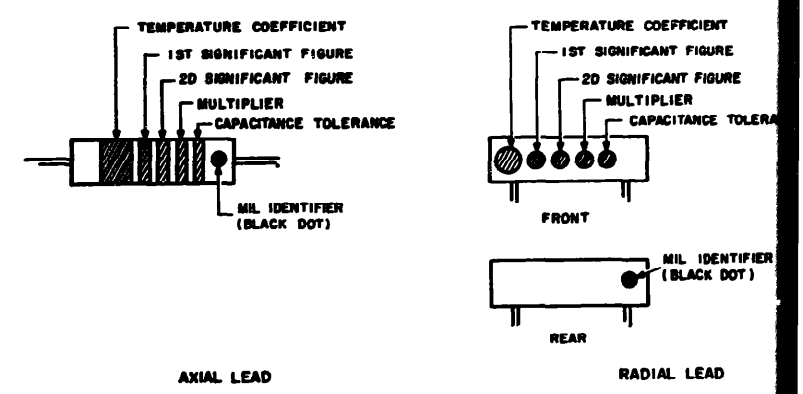 TEMPERATURE COEFFICIENT
1ST SIGNIFICANT FIGURE
2D SIGNIFICANT FIGURE
MULTIPLIER
CAPACITANCE TOLERANCE
MIL IDENTIFIER
(BLACK DOT)
AXIAL LEAD
TEMPERATURE COEFFICIENT
1ST SIGNIFICANT FIGURE
2D SIGNIFICANT FIGURE
MULTIPLIER
CAPACITANCE TOLERA
FRONT
MIL IDENTIFIER
(BLACK DOT)
REAR
RADIAL LEAD